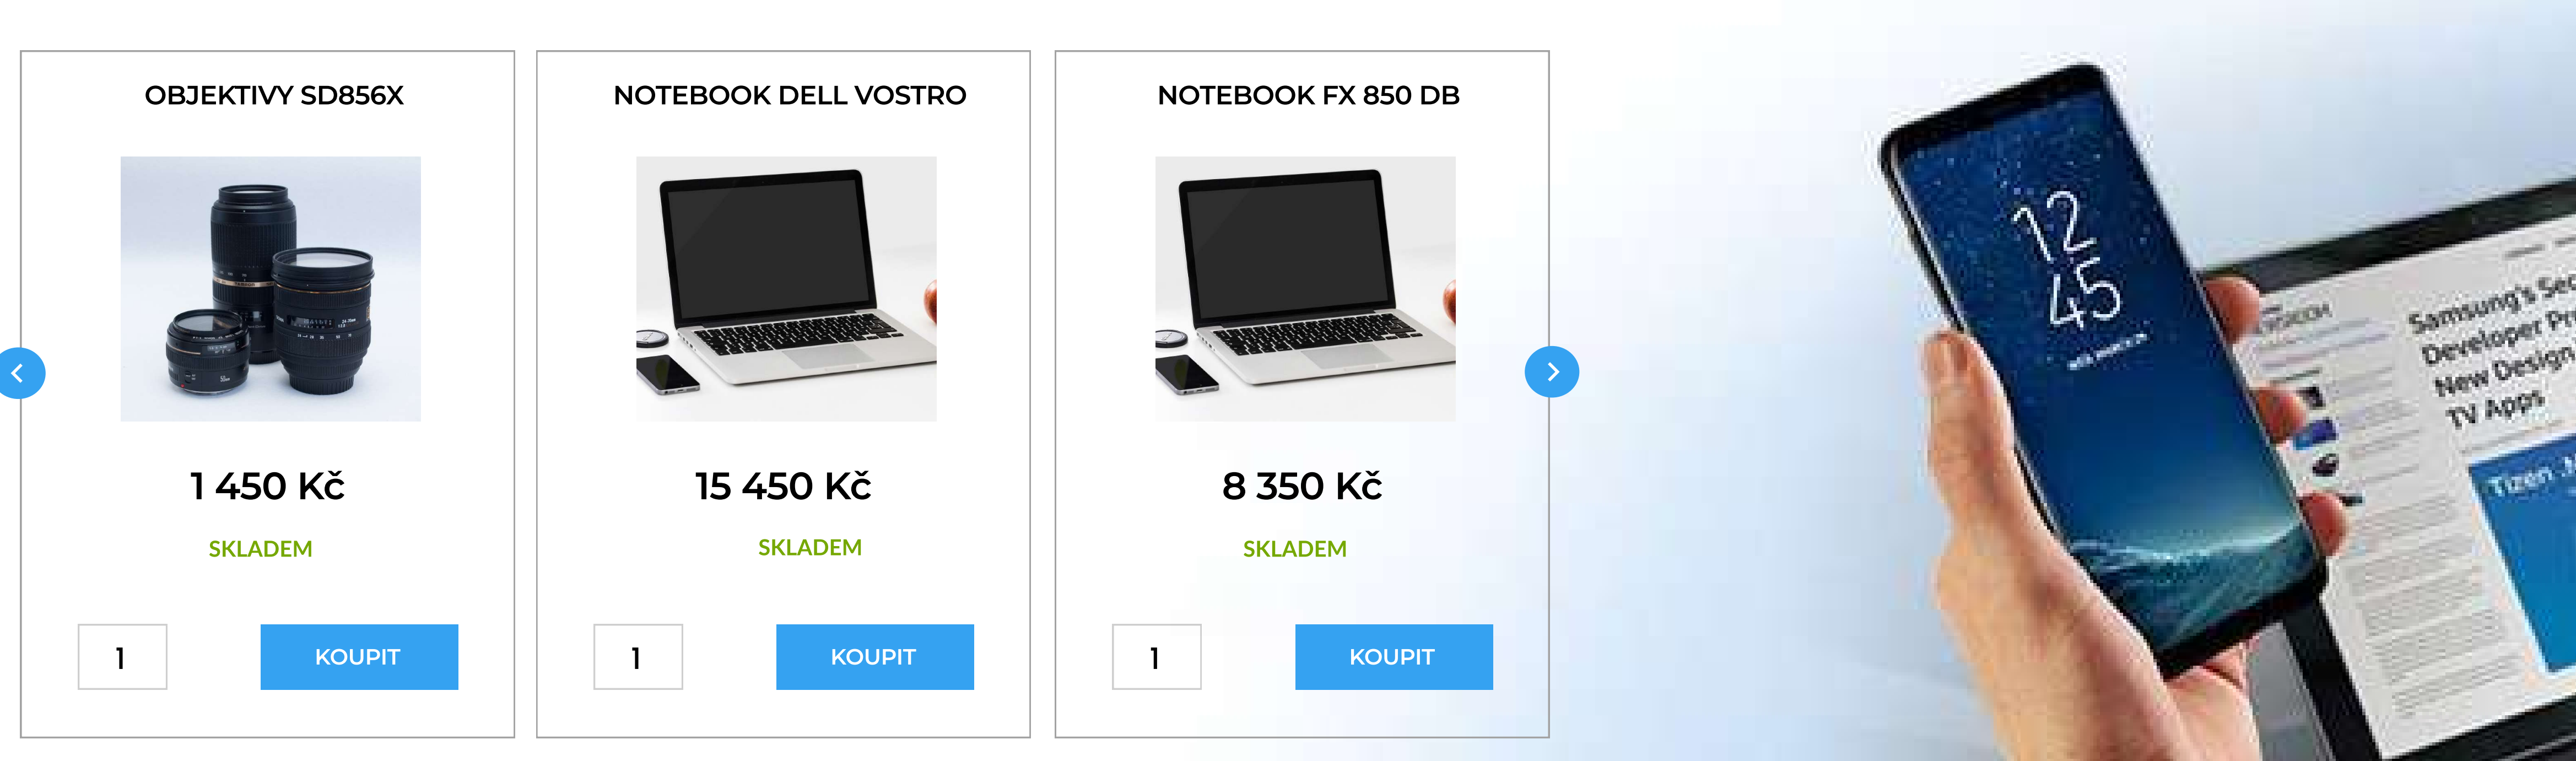 OBJEKTIVY SD856X
1 450 Kč
SKLADEM
1
KOUPIT
NOTEBOOK DELL VOSTRO
15 450 Kč
SKLADEM
1
KOUPIT
NOTEBOOK FX 850 DB
8 350 Kč
SKLADEM
1
KOUPIT
12
45
Samsung's Sec
Developer Pr
New Design
TV Apps
Tizen